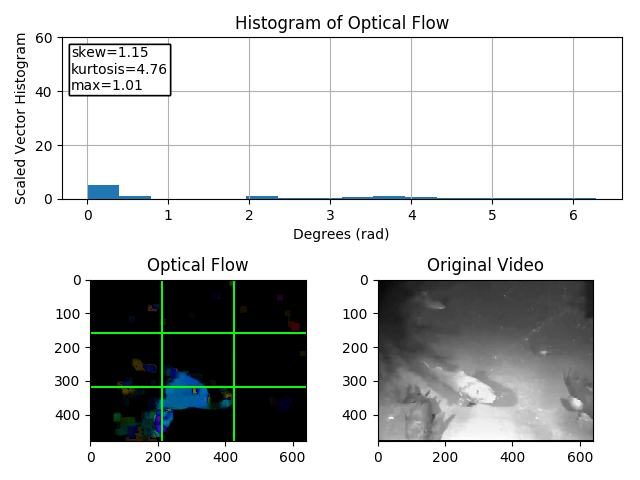 Histogram of Optical Flow
Scaled Vector Histogram
60
40
20
0
skew=1.15
kurtosis=4.76
max=1.01
0 1 2 3 4 5 6
Degrees (rad)
Optical Flow
0
100
200
300
400
0 200 400 600
Original Video
0
100
200
300
400
0 200 400 600